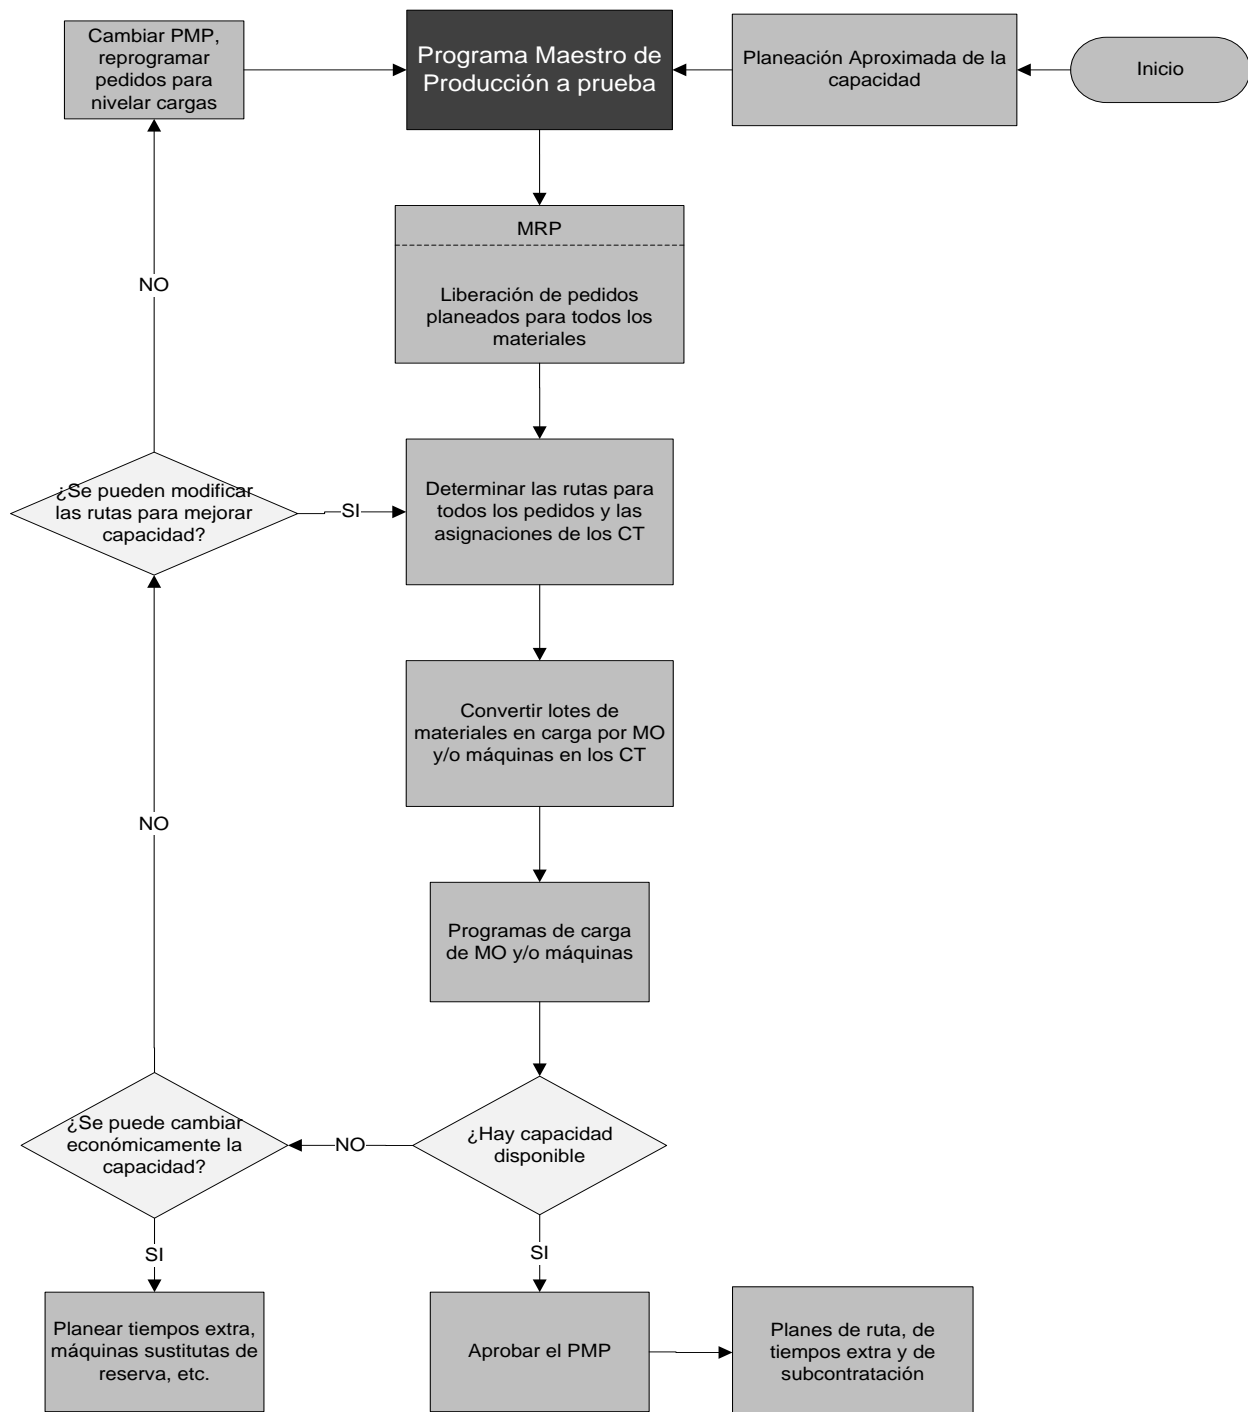 Cambiar PMP,
reprogramar
pedidos para
nivelar cargas
Programa Maestro de
Producción a prueba
Planeación Aproximada de la
capacidad
Inicio
MRP
Liberación de pedidos
planeados para todos los
materiales
NO
¿Se pueden modificar
las rutas para mejorar
capacidad?
SI
Determinar las rutas para
todos los pedidos y las
asignaciones de los CT
Convertir lotes de
materiales en carga por MO
y/o máquinas en los CT
NO
Programas de carga
de MO y/o máquinas
¿Se puede cambiar
económicamente la
capacidad?
NO
¿Hay capacidad
disponible
SI
SI
Planear tiempos extra,
máquinas sustitutas de
reserva, etc.
Aprobar el PMP
Planes de ruta, de
tiempos extra y de
subcontratación